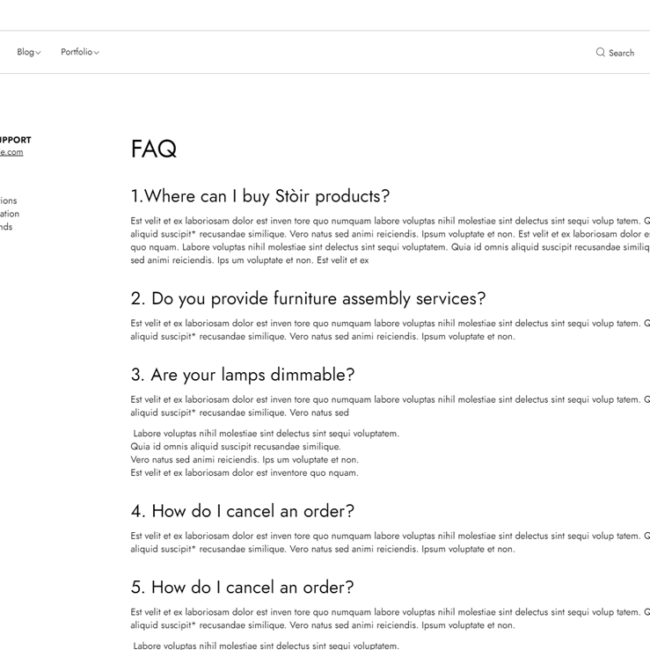 Blog
Portfolio
Search
UPPORT
e.com
ions
ation
nds
FAQ
1.Where can I buy Stòir products?
Est velit et ex laboriosam dolor est inven tore quo numquam labore voluptas nihil molestiae sint delectus sint sequi volup tatem. Q
aliquid suscipit* recusandae similique. Vero natus sed animi reiciendis. Ipsum voluptate et non. Est velit et ex laboriosam dolor e
quo nquam. Labore voluptas nihil molestiae sint delectus sint sequi voluptatem. Quia id omnis aliquid suscipit recusandae similiq
sed animi reiciendis. Ips um voluptate et non. Est velit et ex
2. Do you provide furniture assembly services?
Est velit et ex laboriosam dolor est inven tore quo numquam labore voluptas nihil molestiae sint delectus sint sequi volup tatem. Q
aliquid suscipit* recusandae similique. Vero natus sed animi reiciendis. Ipsum voluptate et non.
3. Are your lamps dimmable?
Est velit et ex laboriosam dolor est inven tore quo numquam labore voluptas nihil molestiae sint delectus sint sequi volup tatem. Q
aliquid suscipit* recusandae similique. Vero natus sed
Labore voluptas nihil molestiae sint delectus sint sequi voluptatem.
Quia id omnis aliquid suscipit recusandae similique.
Vero natus sed animi reiciendis. Ips um voluptate et non.
Est velit et ex laboriosam dolor est inventore quo nquam.
4. How do I cancel an order?
Est velit et ex laboriosam dolor est inven tore quo numquam labore voluptas nihil molestiae sint delectus sint sequi volup tatem. Q
aliquid suscipit* recusandae similique. Vero natus sed animi reiciendis. Ipsum voluptate et non.
5. How do I cancel an order?
Est velit et ex laboriosam dolor est inven tore quo numquam labore voluptas nihil molestiae sint delectus sint sequi volup tatem. Q
aliquid suscipit* recusandae similique. Vero natus sed animi reiciendis. Ipsum voluptate et non.
Labore voluptas nihil molestiae sint delectus sint sequi voluptatem.